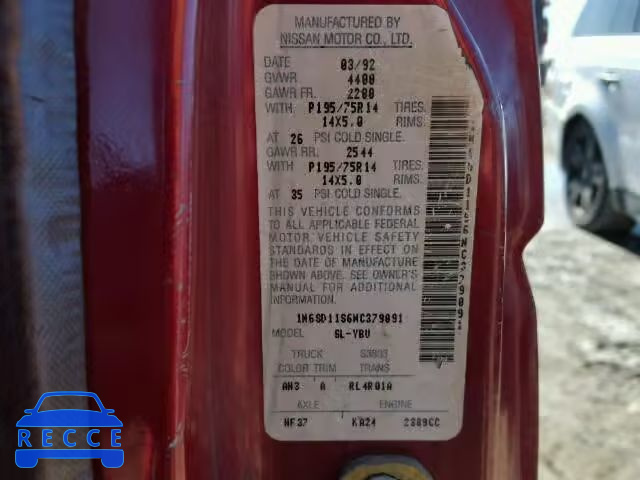 MANUFACTURED BY
NISSAN MOTOR CO., LTD.
DATE 03/92
GVWR 4400
GAWR FR. 2200
WITH P195/75R14 TIRES,
14X5.0 RIMS,
AT 26 PSI COLD SINGLE.
GAWR RR. 2544
WITH P195/75R14 TIRES,
14X5.0 RIMS,
AT 35 PSI COLD SINGLE.
THIS VEHICLE CONFORMS
TO ALL APPLICABLE FEDERAL
MOTOR VEHICLE SAFETY
STANDARDS IN EFFECT ON
THE DATE OF MANUFACTURE
SHOWN ABOVE. SEE OWNER'S
MANUAL FOR ADDITIONAL
INFORMATION
1N6SD11S6NC379091
MODEL
TRUCK
COLOR TRIM TRANS
AH3 A RL4R01A
AXLE ENGINE
HF37 KA24 2389CC
RECCE